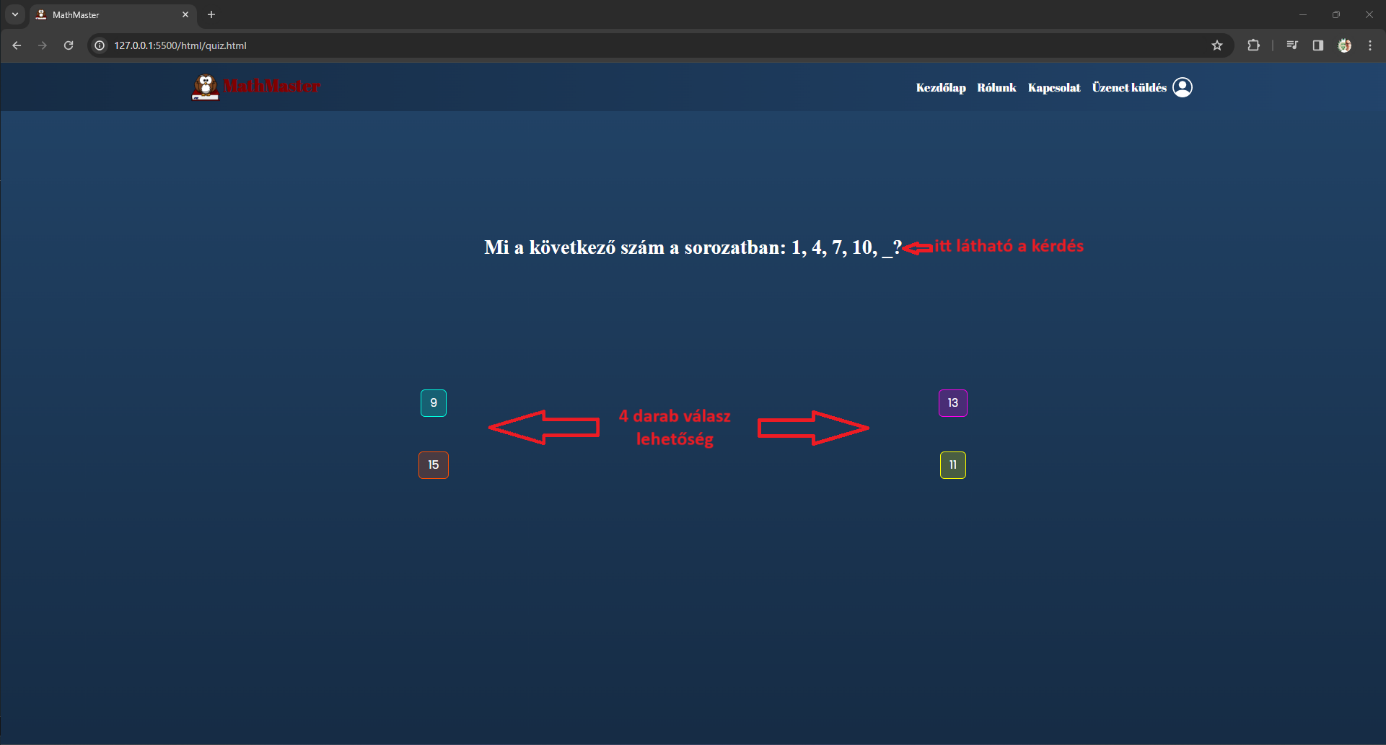 MathMaster
127.0.0.1:5500/html/quiz.html
MathMaster
Kezdőlap Rólunk Kapcsolat Üzenet küldés
Mi a következő szám a sorozatban: 1, 4, 7, 10, _?
itt látható a kérdés
9
13
4 darab válasz
lehetőség
15
11